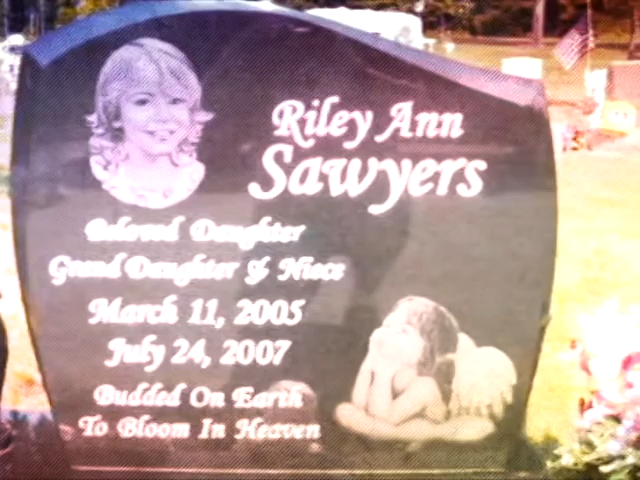 Riley Ann
Sawyers
Beloved Daughter
Grand Daughter & Niece
March 11, 2005
July 24, 2007
Budded On Earth
To Bloom In Heaven